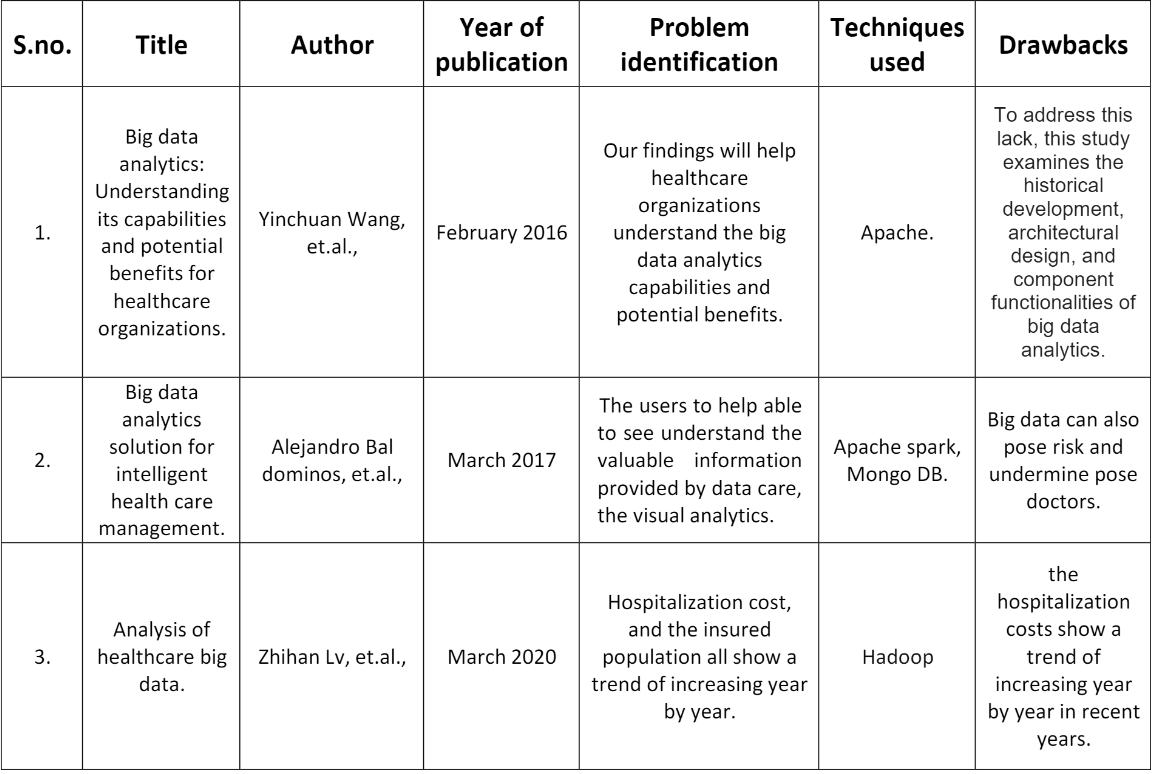 S.no.
Title
Author
Year of
publication
Problem
identification
Techniques
used
Drawbacks
1.
Big data
analytics:
Understanding
its capabilities
and potential
benefits for
healthcare
organizations.
Yinchuan Wang,
et.al.,
February 2016
Our findings will help
healthcare
organizations
understand the big
data analytics
capabilities and
potential benefits.
Apache.
To address this
lack, this study
examines the
historical
development,
architectural
design, and
component
functionalities of
big data
analytics.
2.
Big data
analytics
solution for
intelligent
health care
management.
Alejandro Bal
dominos, et.al.,
March 2017
The users to help able
to see understand the
valuable information
provided by data care,
the visual analytics.
Apache spark,
Mongo DB.
Big data can also
pose risk and
undermine pose
doctors.
3.
Analysis of
healthcare big
data.
Zhihan Lv, et.al.,
March 2020
Hospitalization cost,
and the insured
population all show a
trend of increasing year
by year.
Hadoop
the
hospitalization
costs show a
trend of
increasing year
by year in recent
years.